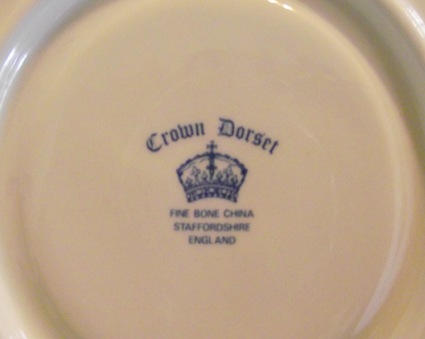 Crown Dorset
FINE BONE CHINA
STAFFORDSHIRE
ENGLAND